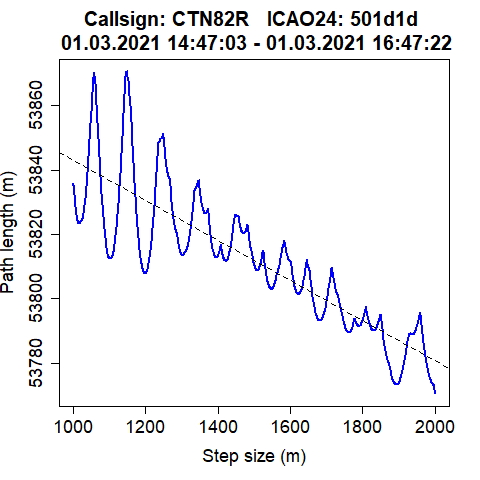 Callsign: CTN82R ICAO24: 501d1d
01.03.2021 14:47:03 - 01.03.2021 16:47:22
Path length (m)
53860
53840
53820
53800
53780
1000 1200 1400 1600 1800 2000
Step size (m)